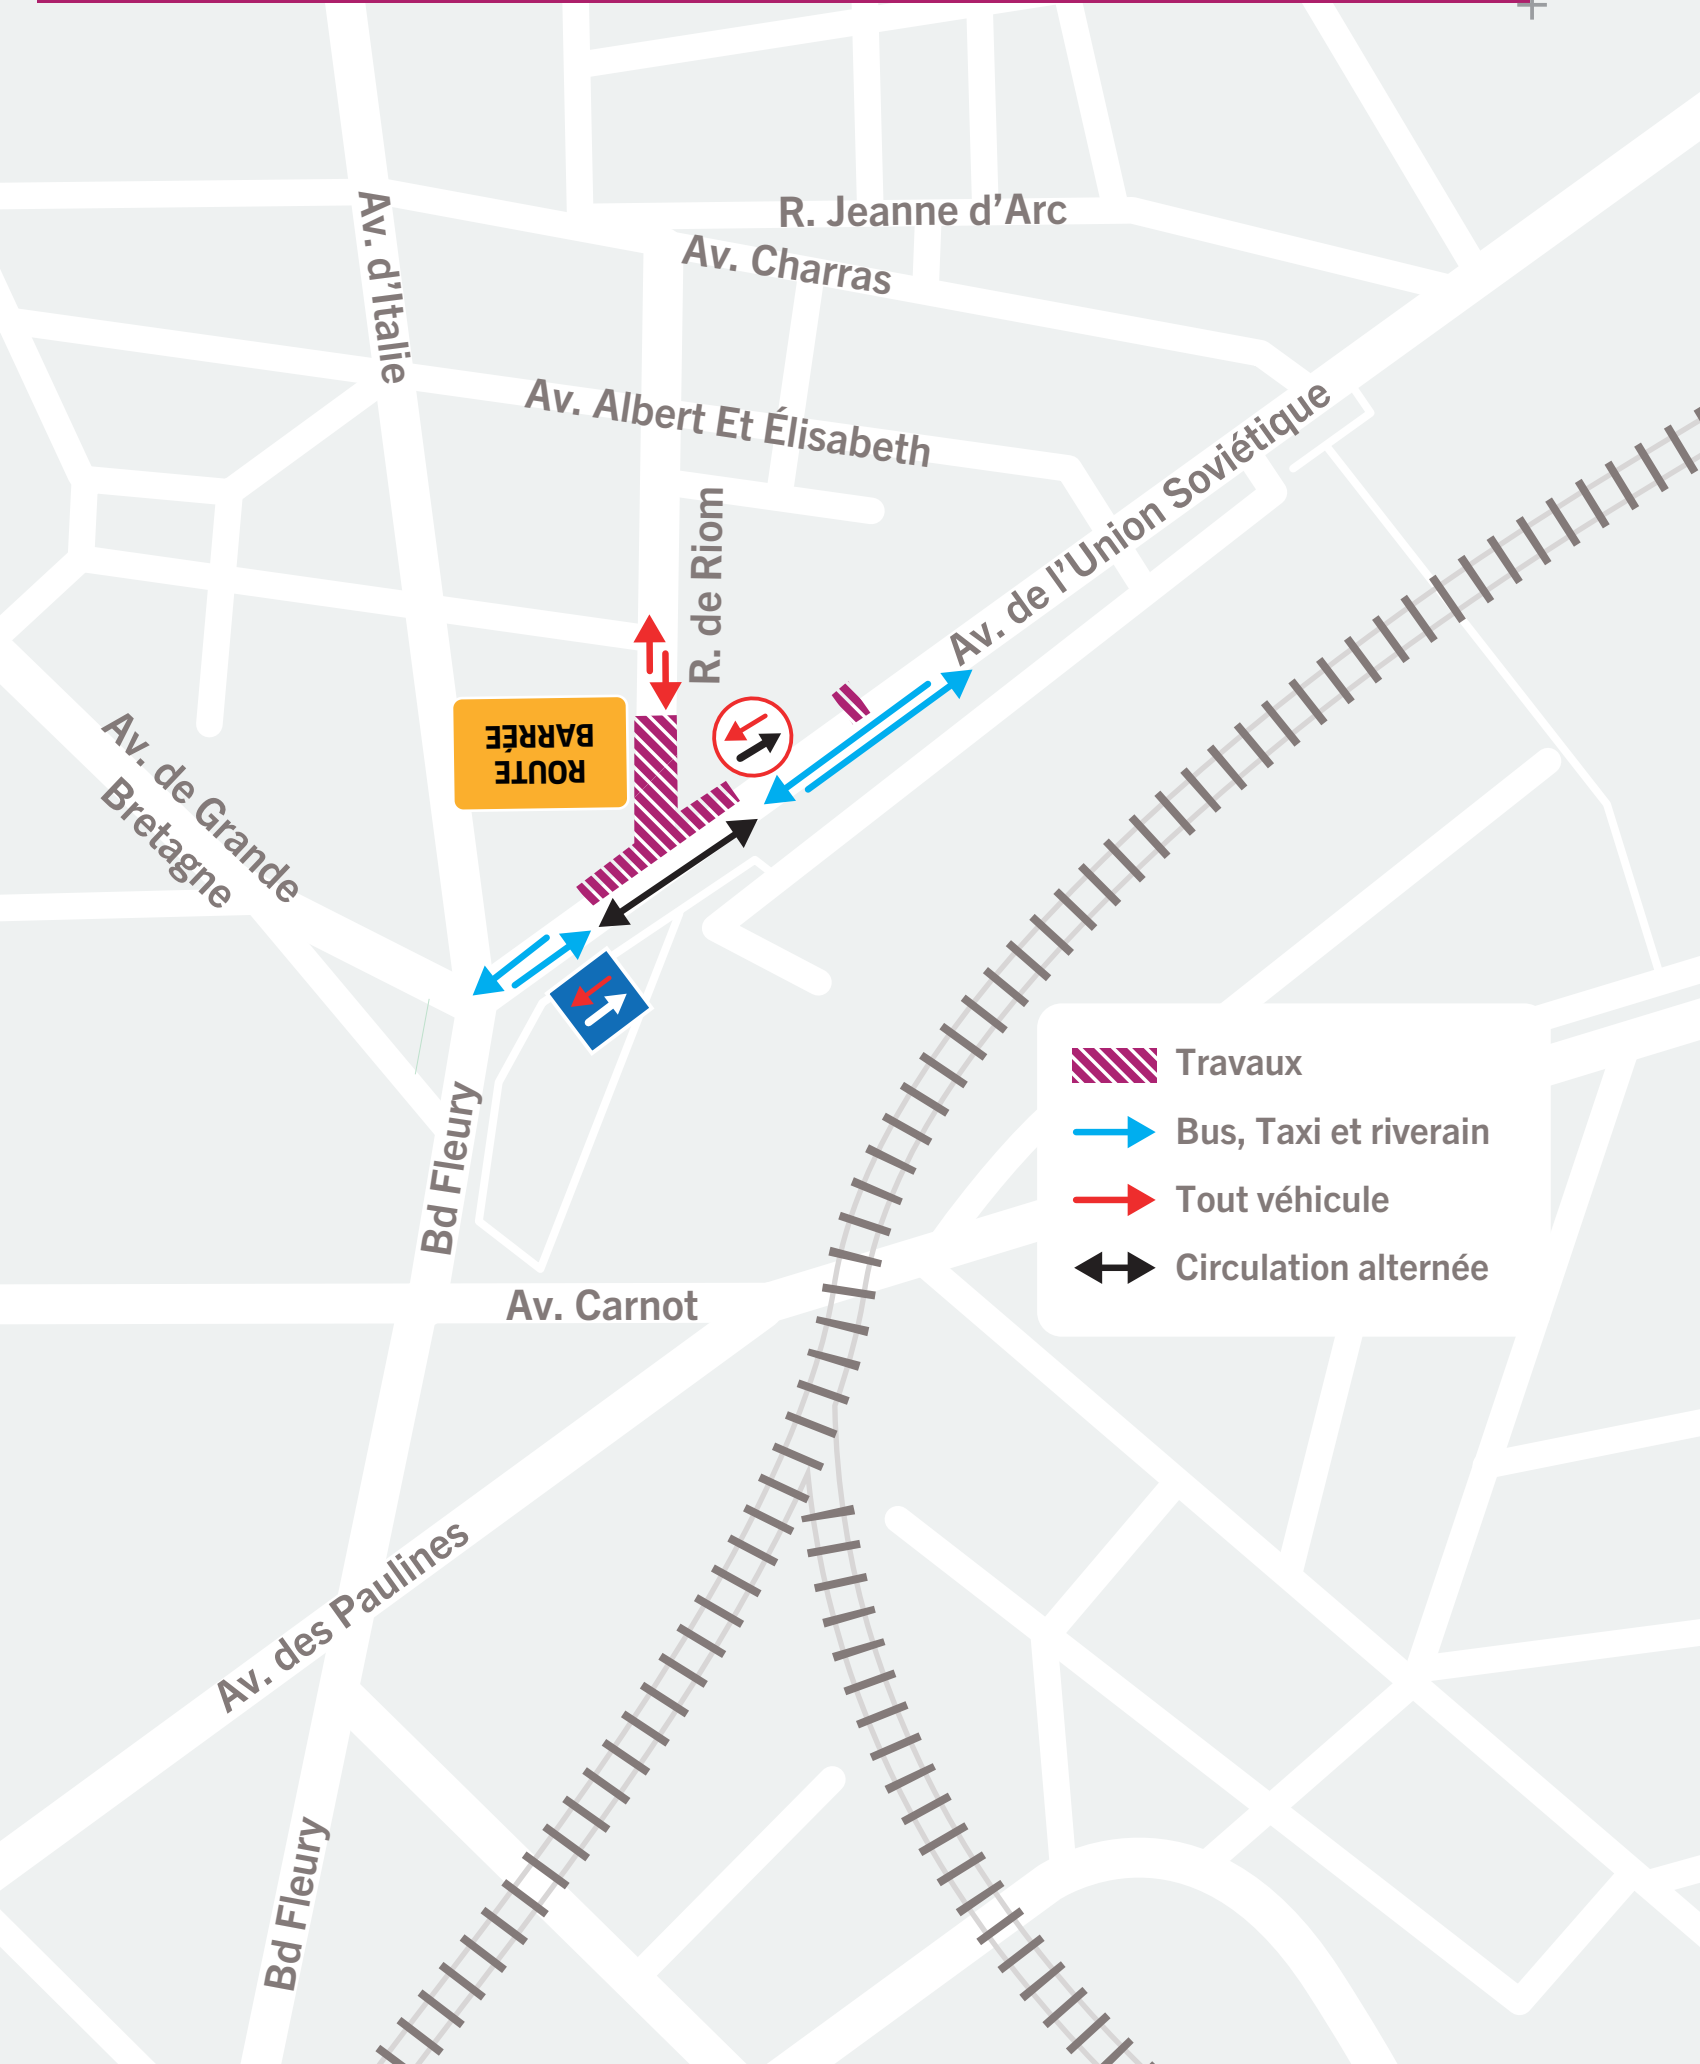 R. Jeanne d’Arc
Av. Charras
Av. d’Italie
Av. Albert Et Élisabeth
Av. de l’Union Soviétique
R. de Riom
ROUTE
BARRÉE
Av. de Grande
Bretagne
Bd Fleury
Av. Carnot
Travaux
Bus, Taxi et riverain
Tout véhicule
Circulation alternée
Av. des Paulines
Bd Fleury